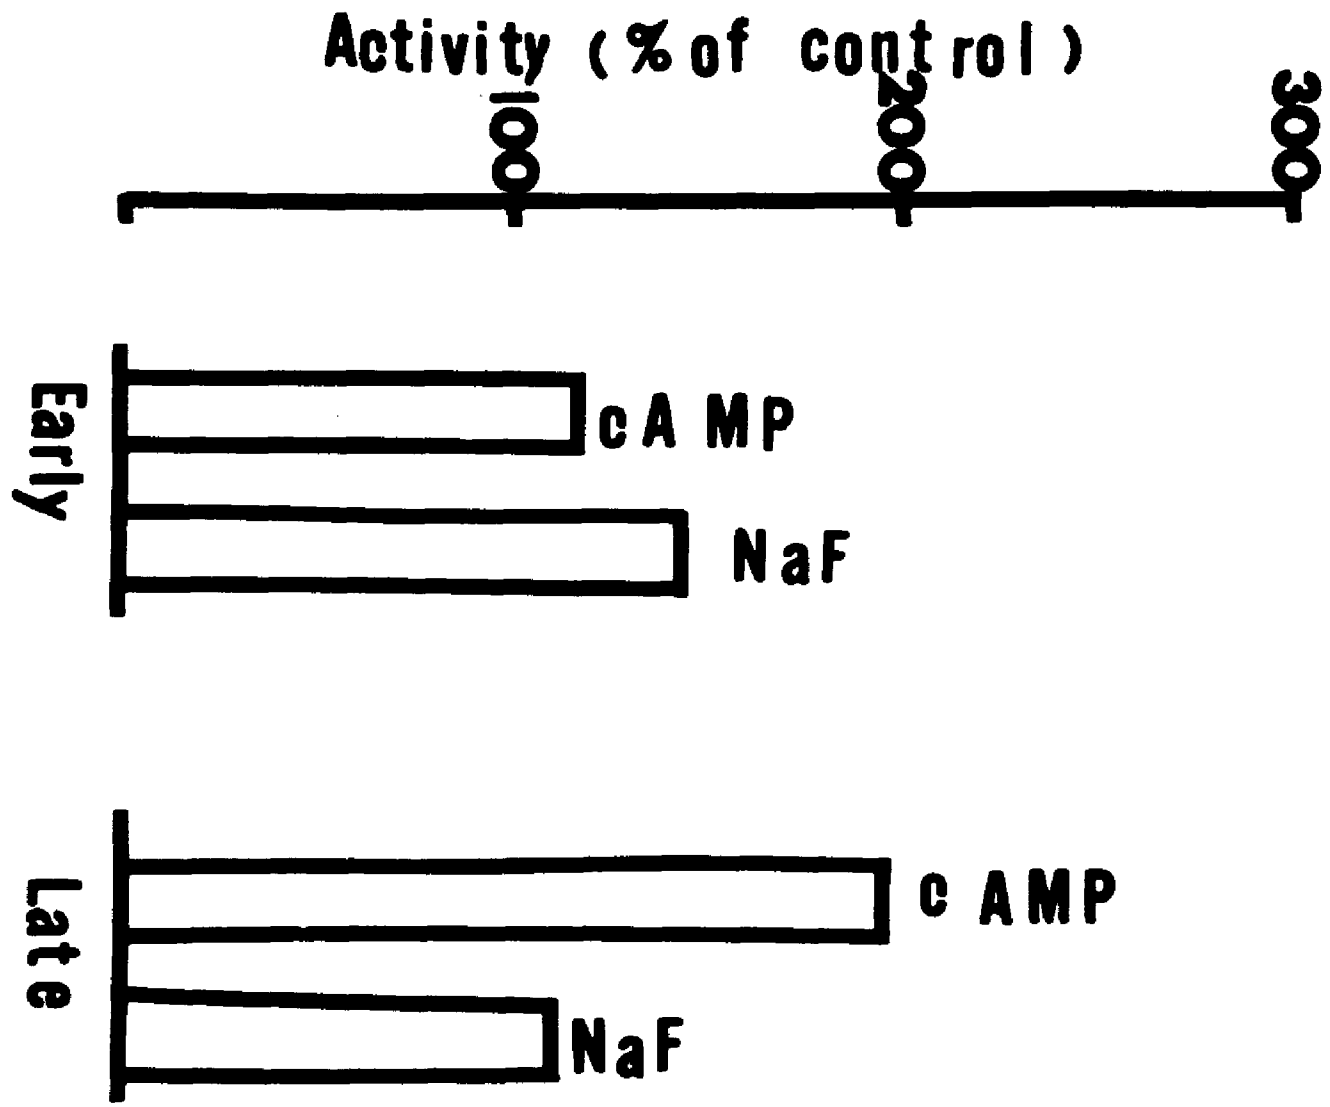 Activity (% of control)
100
200
300
Early
cAMP
NaF
Late
cAMP
NaF